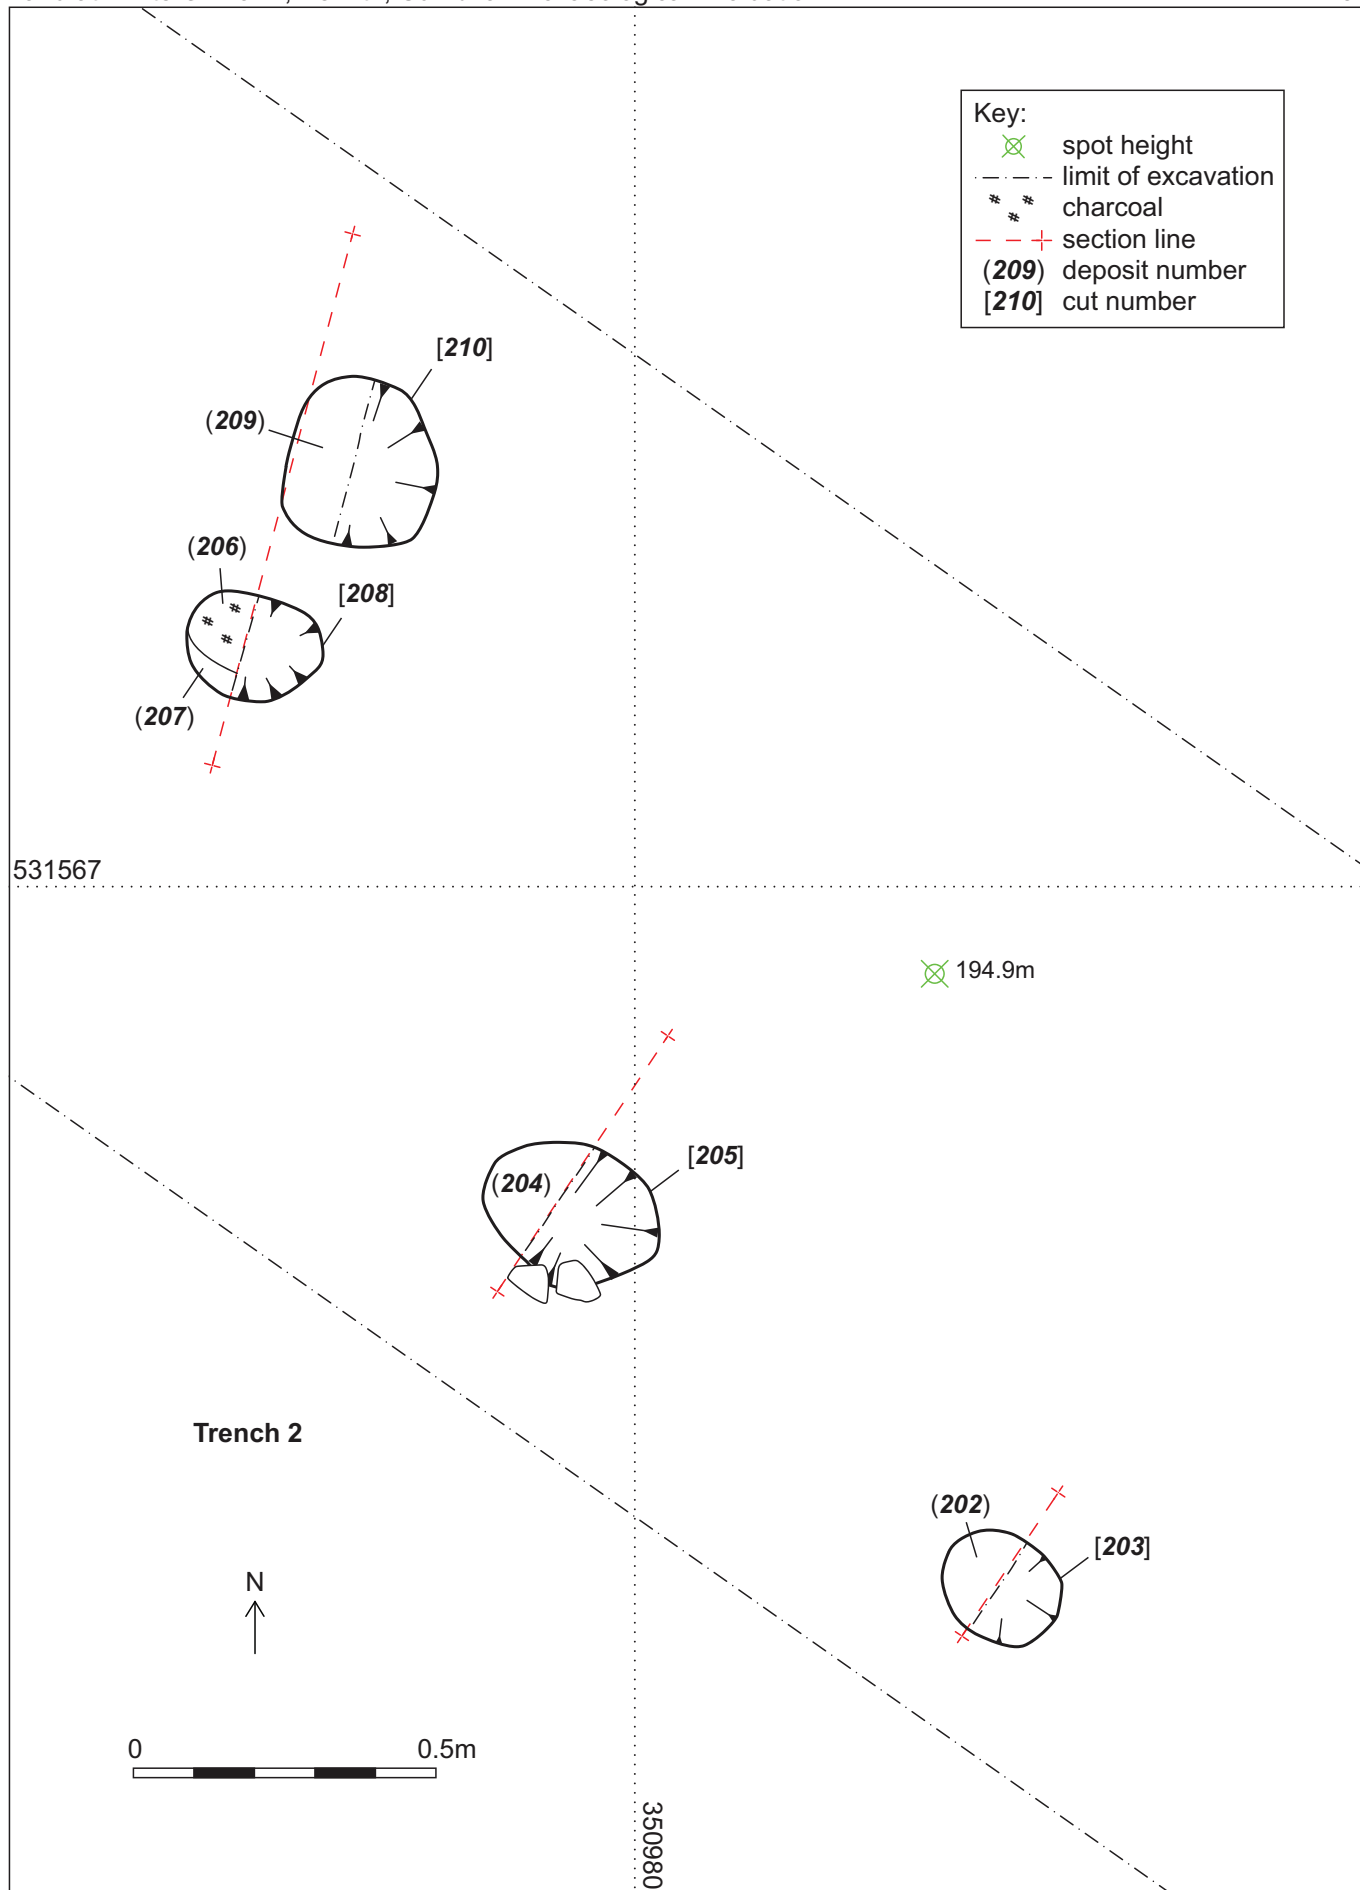 Key:
spot height
limit of excavation
charcoal
section line
(209) deposit number
[210] cut number
[210]
(209)
(206)
[208]
(207)
531567
194.9m
[205]
(204)
Trench 2
(202)
[203]
N
0 0.5m
350980